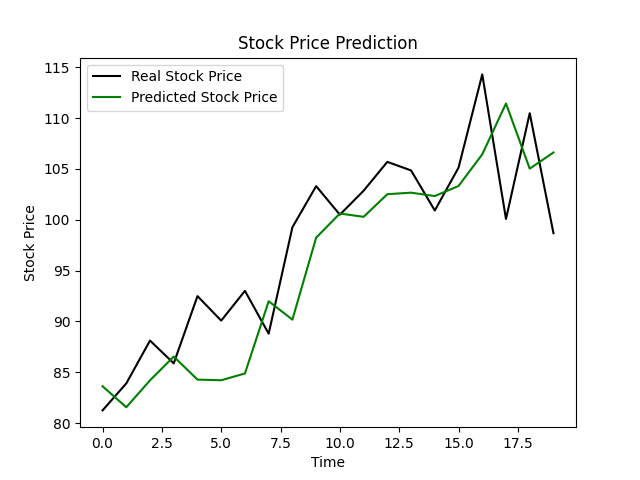 Stock Price Prediction
Real Stock Price
Predicted Stock Price
Stock Price
115
110
105
100
95
90
85
80
0.0 2.5 5.0 7.5 10.0 12.5 15.0 17.5
Time